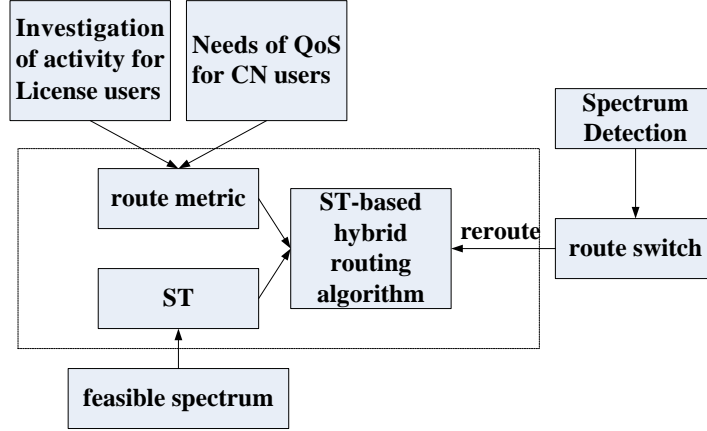 Investigation
of activity for
License users
Needs of QoS
for CN users
Spectrum
Detection
route metric
ST-based
hybrid
routing
algorithm
reroute
route switch
ST
feasible spectrum